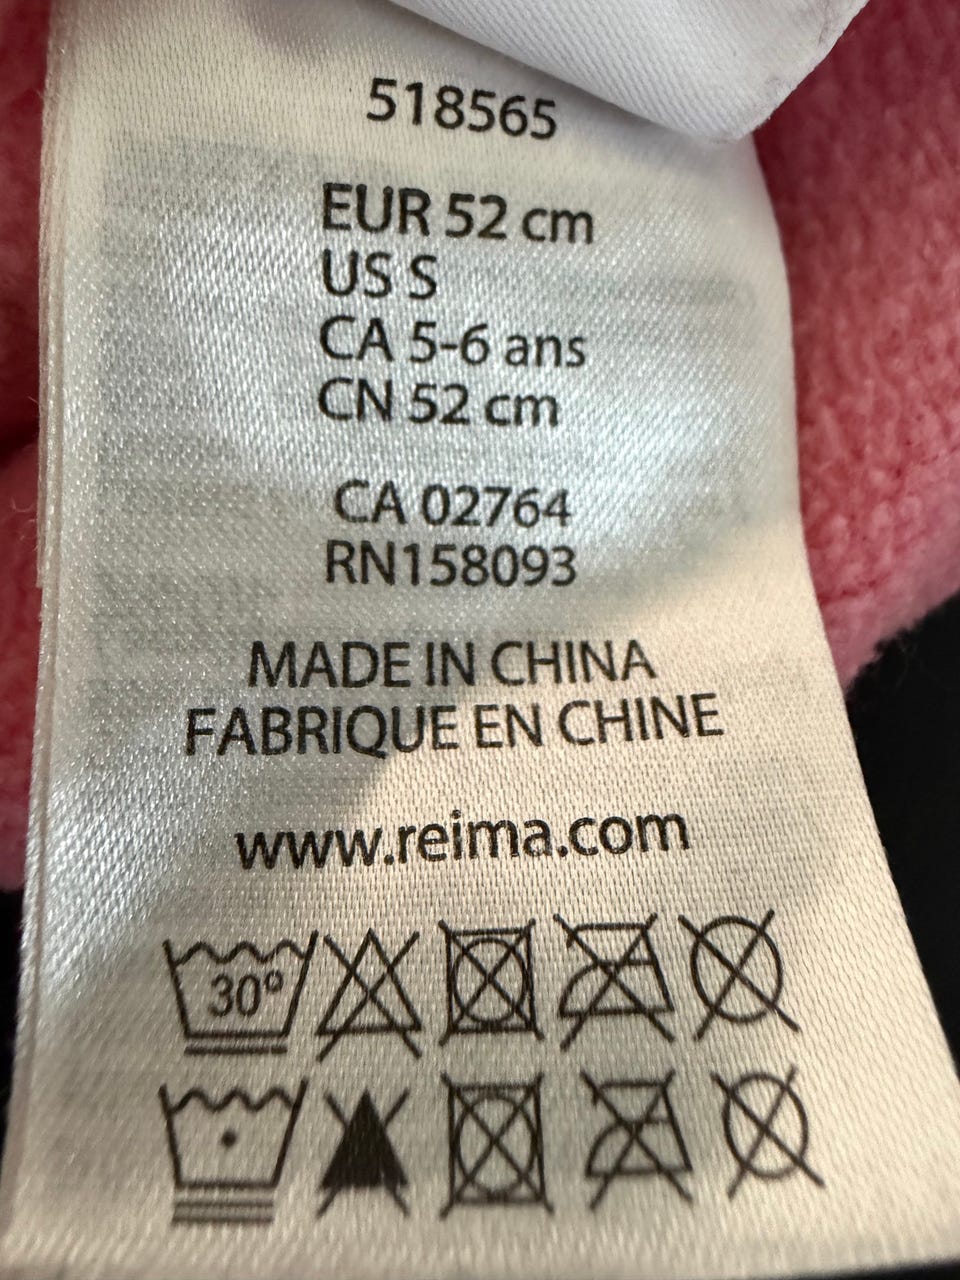 518565
EUR 52 cm
US S
CA 5-6 ans
CN 52 cm
CA 02764
RN158093
MADE IN CHINA
FABRIQUE EN CHINE
www.reima.com
30º